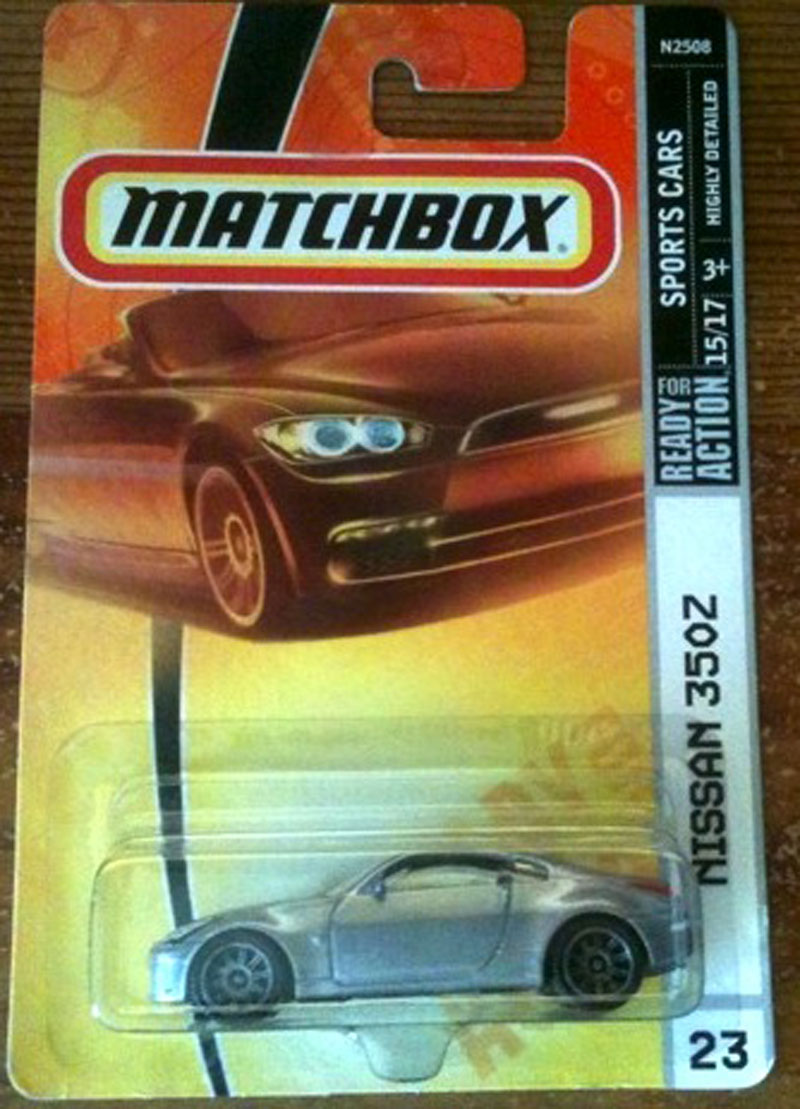 MATCHBOX®
N2508
SPORTS CARS
HIGHLY DETAILED
3+
15/17
READY FOR
ACTION
NISSAN 350Z
23